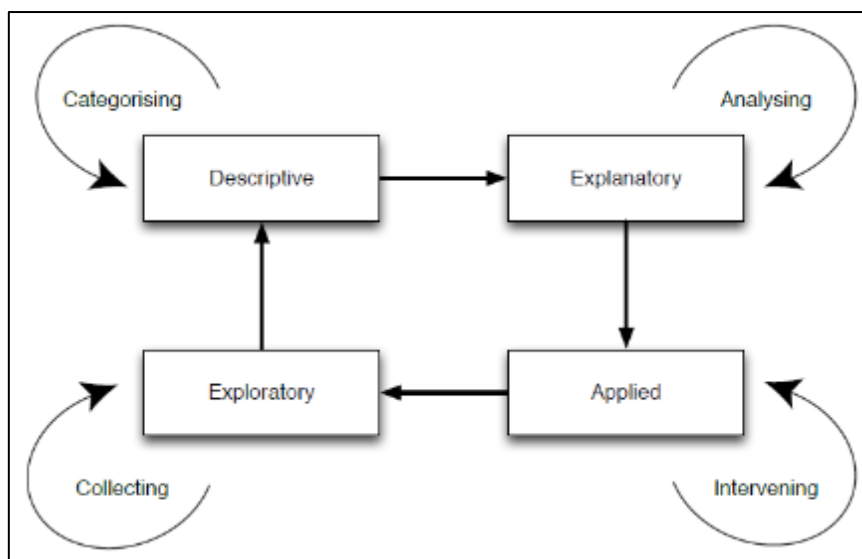 Categorising
Analysing
Descriptive
Explanatory
Exploratory
Applied
Collecting
Intervening